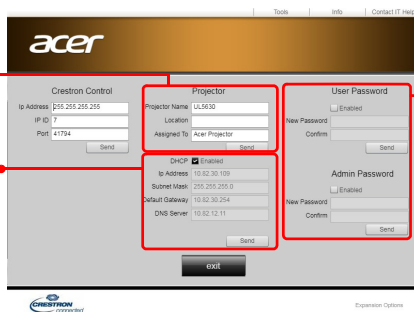 Tools Info Contact IT Help
acer
Crestron Control
Ip Address 255.255.255.255
IP ID 7
Port 41794
Send
Projector
Projector Name UL5630
Location
Assigned To Acer Projector
Send
DHCP Enabled
Ip Address 10.82.30.109
Subnet Mask 255.255.255.0
Default Gateway 10.82.30.254
DNS Server 10.82.12.11
Send
User Password
Enabled
New Password
Confirm
Send
Admin Password
Enabled
New Password
Confirm
Send
exit
CRESTRON
connected
Expansion Options